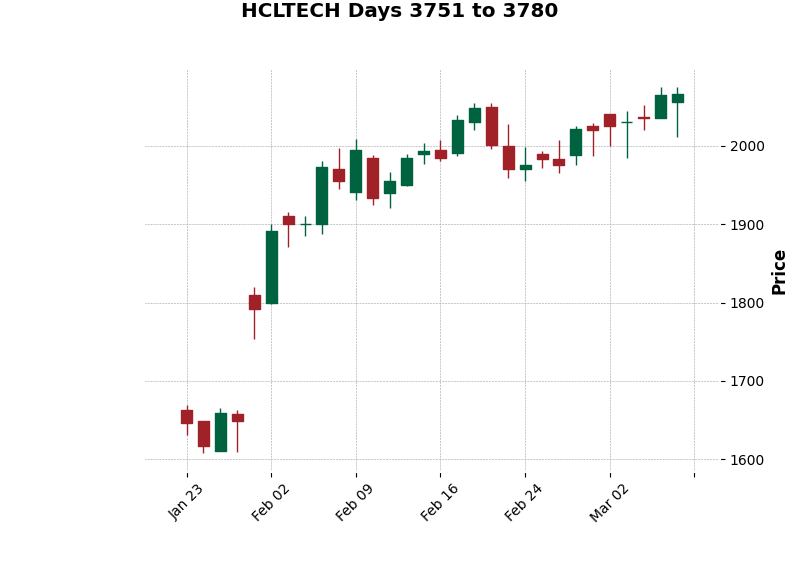 HCLTECH Days 3751 to 3780
2000
1900
Price
1800
1700
1600
Jan 23
Feb 02
Feb 09
Feb 16
Feb 24
Mar 02